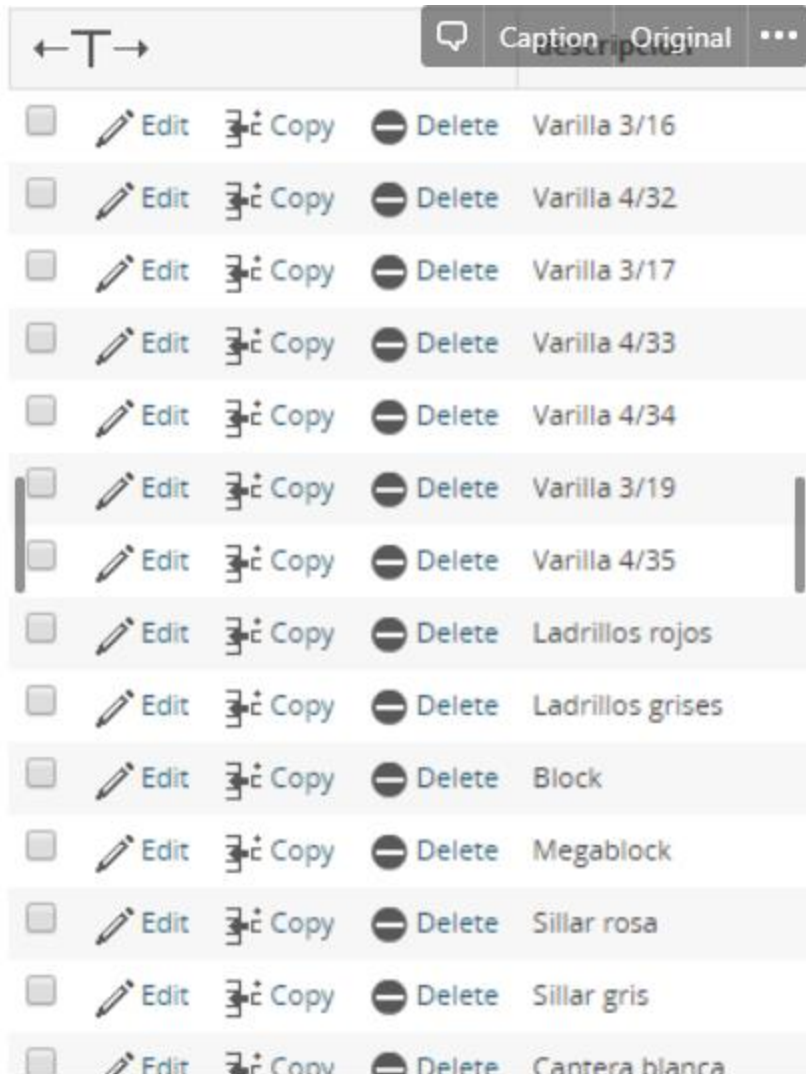 ←T→ descripcion
Caption Original •••
Edit Copy Delete Varilla 3/16
Edit Copy Delete Varilla 4/32
Edit Copy Delete Varilla 3/17
Edit Copy Delete Varilla 4/33
Edit Copy Delete Varilla 4/34
Edit Copy Delete Varilla 3/19
Edit Copy Delete Varilla 4/35
Edit Copy Delete Ladrillos rojos
Edit Copy Delete Ladrillos grises
Edit Copy Delete Block
Edit Copy Delete Megablock
Edit Copy Delete Sillar rosa
Edit Copy Delete Sillar gris
Edit Copy Delete Cantera blanca